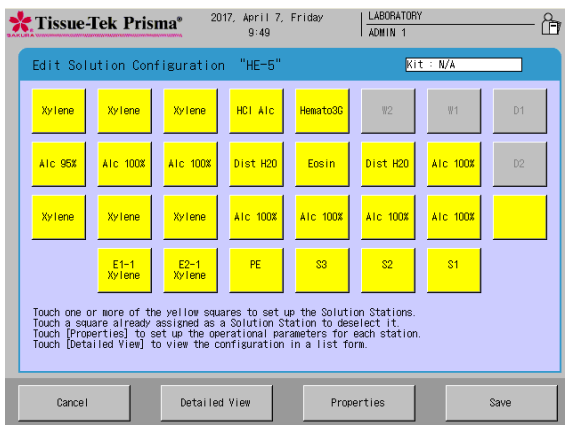 Tissue-Tek Prisma®
SAKURA
2017, April 7, Friday
9:49
LABORATORY
ADMIN 1
Edit Solution Configuration "HE-5"
Kit : N/A
Xylene Xylene Xylene HCl Alc Hemato3G W2 W1 D1
Alc 95% Alc 100% Alc 100% Dist H2O Eosin Dist H2O Alc 100% D2
Xylene Xylene Xylene Alc 100% Alc 100% Alc 100% Alc 100%
E1-1 Xylene E2-1 Xylene PE S3 S2 S1
Touch one or more of the yellow squares to set up the Solution Stations.
Touch a square already assigned as a Solution Station to deselect it.
Touch [Properties] to set up the operational parameters for each station.
Touch [Detailed View] to view the configuration in a list form.
Cancel Detailed View Properties Save